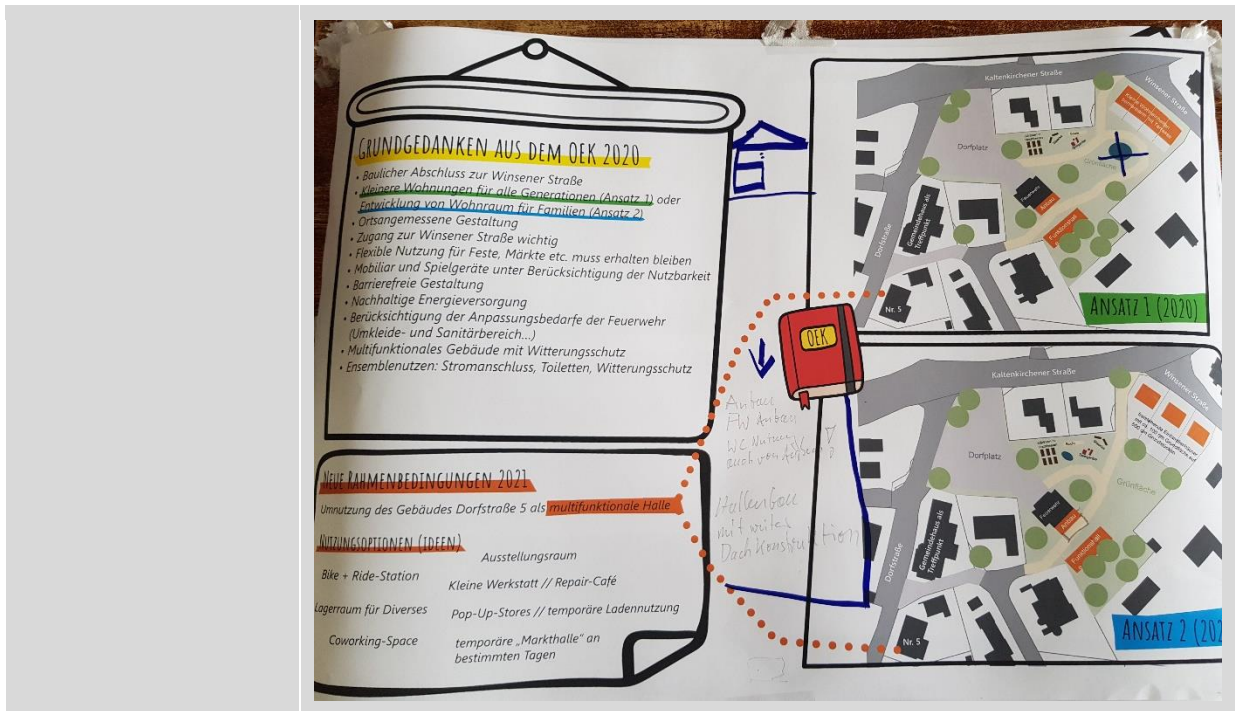 GRUNDGEDANKEN AUS DEM OEK 2020
• Baulicher Abschluss zur Winsener Straße
• Kleinere Wohnungen für alle Generationen (Ansatz 1) oder
Entwicklung von Wohnraum für Familien (Ansatz 2)
• Ortsangemessene Gestaltung
• Zugang zur Winsener Straße wichtig
• Flexible Nutzung für Feste, Märkte etc. muss erhalten bleiben
• Mobiliar und Spielgeräte unter Berücksichtigung der Nutzbarkeit
• Barrierefreie Gestaltung
• Nachhaltige Energieversorgung
• Berücksichtigung der Anpassungsbedarfe der Feuerwehr
(Umkleide- und Sanitärbereich...)
• Multifunktionales Gebäude mit Witterungsschutz
• Ensemblenutzen: Stromanschluss, Toiletten, Witterungsschutz
NEUE RAHMENBEDINGUNGEN 2021
Umnutzung des Gebäudes Dorfstraße 5 als multifunktionale Halle
NUTZUNGSOPTIONEN (IDEEN)
Ausstellungsraum
Bike + Ride-Station
Kleine Werkstatt // Repair-Café
Lagerraum für Diverses
Pop-Up-Stores // temporäre Ladennutzung
Coworking-Space
temporäre „Markthalle“ an
bestimmten Tagen
OEK
Anbau
FW Anbau
WC Nutzung
auch von
Hallenbau
mit
Dachkonstruktion
Kaltenkirchener Straße
Winsener Straße
Dorfplatz
Grünfläche
Feuerwehr
Anbau
Funktional
Gemeindehaus als
Treffpunkt
Dorfstraße
Nr. 5
ANSATZ 1 (2020)
Kaltenkirchener Straße
Winsener Straße
Dorfplatz
Grünfläche
Feuerwehr
Anbau
Funktional
Gemeindehaus als
Treffpunkt
Dorfstraße
Nr. 5
ANSATZ 2 (202